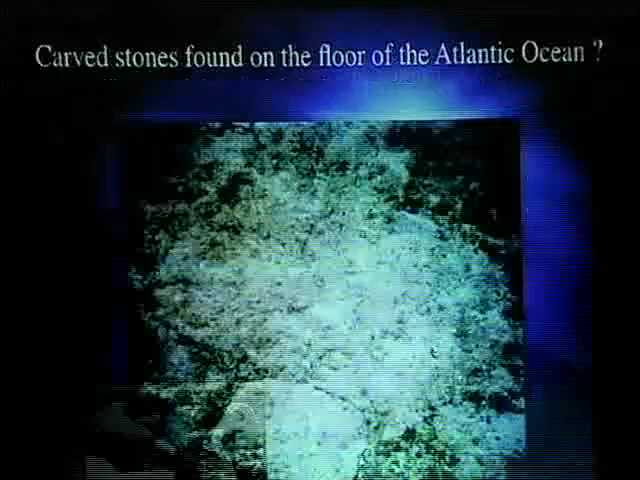 Carved stones found on the floor of the Atlantic Ocean ?